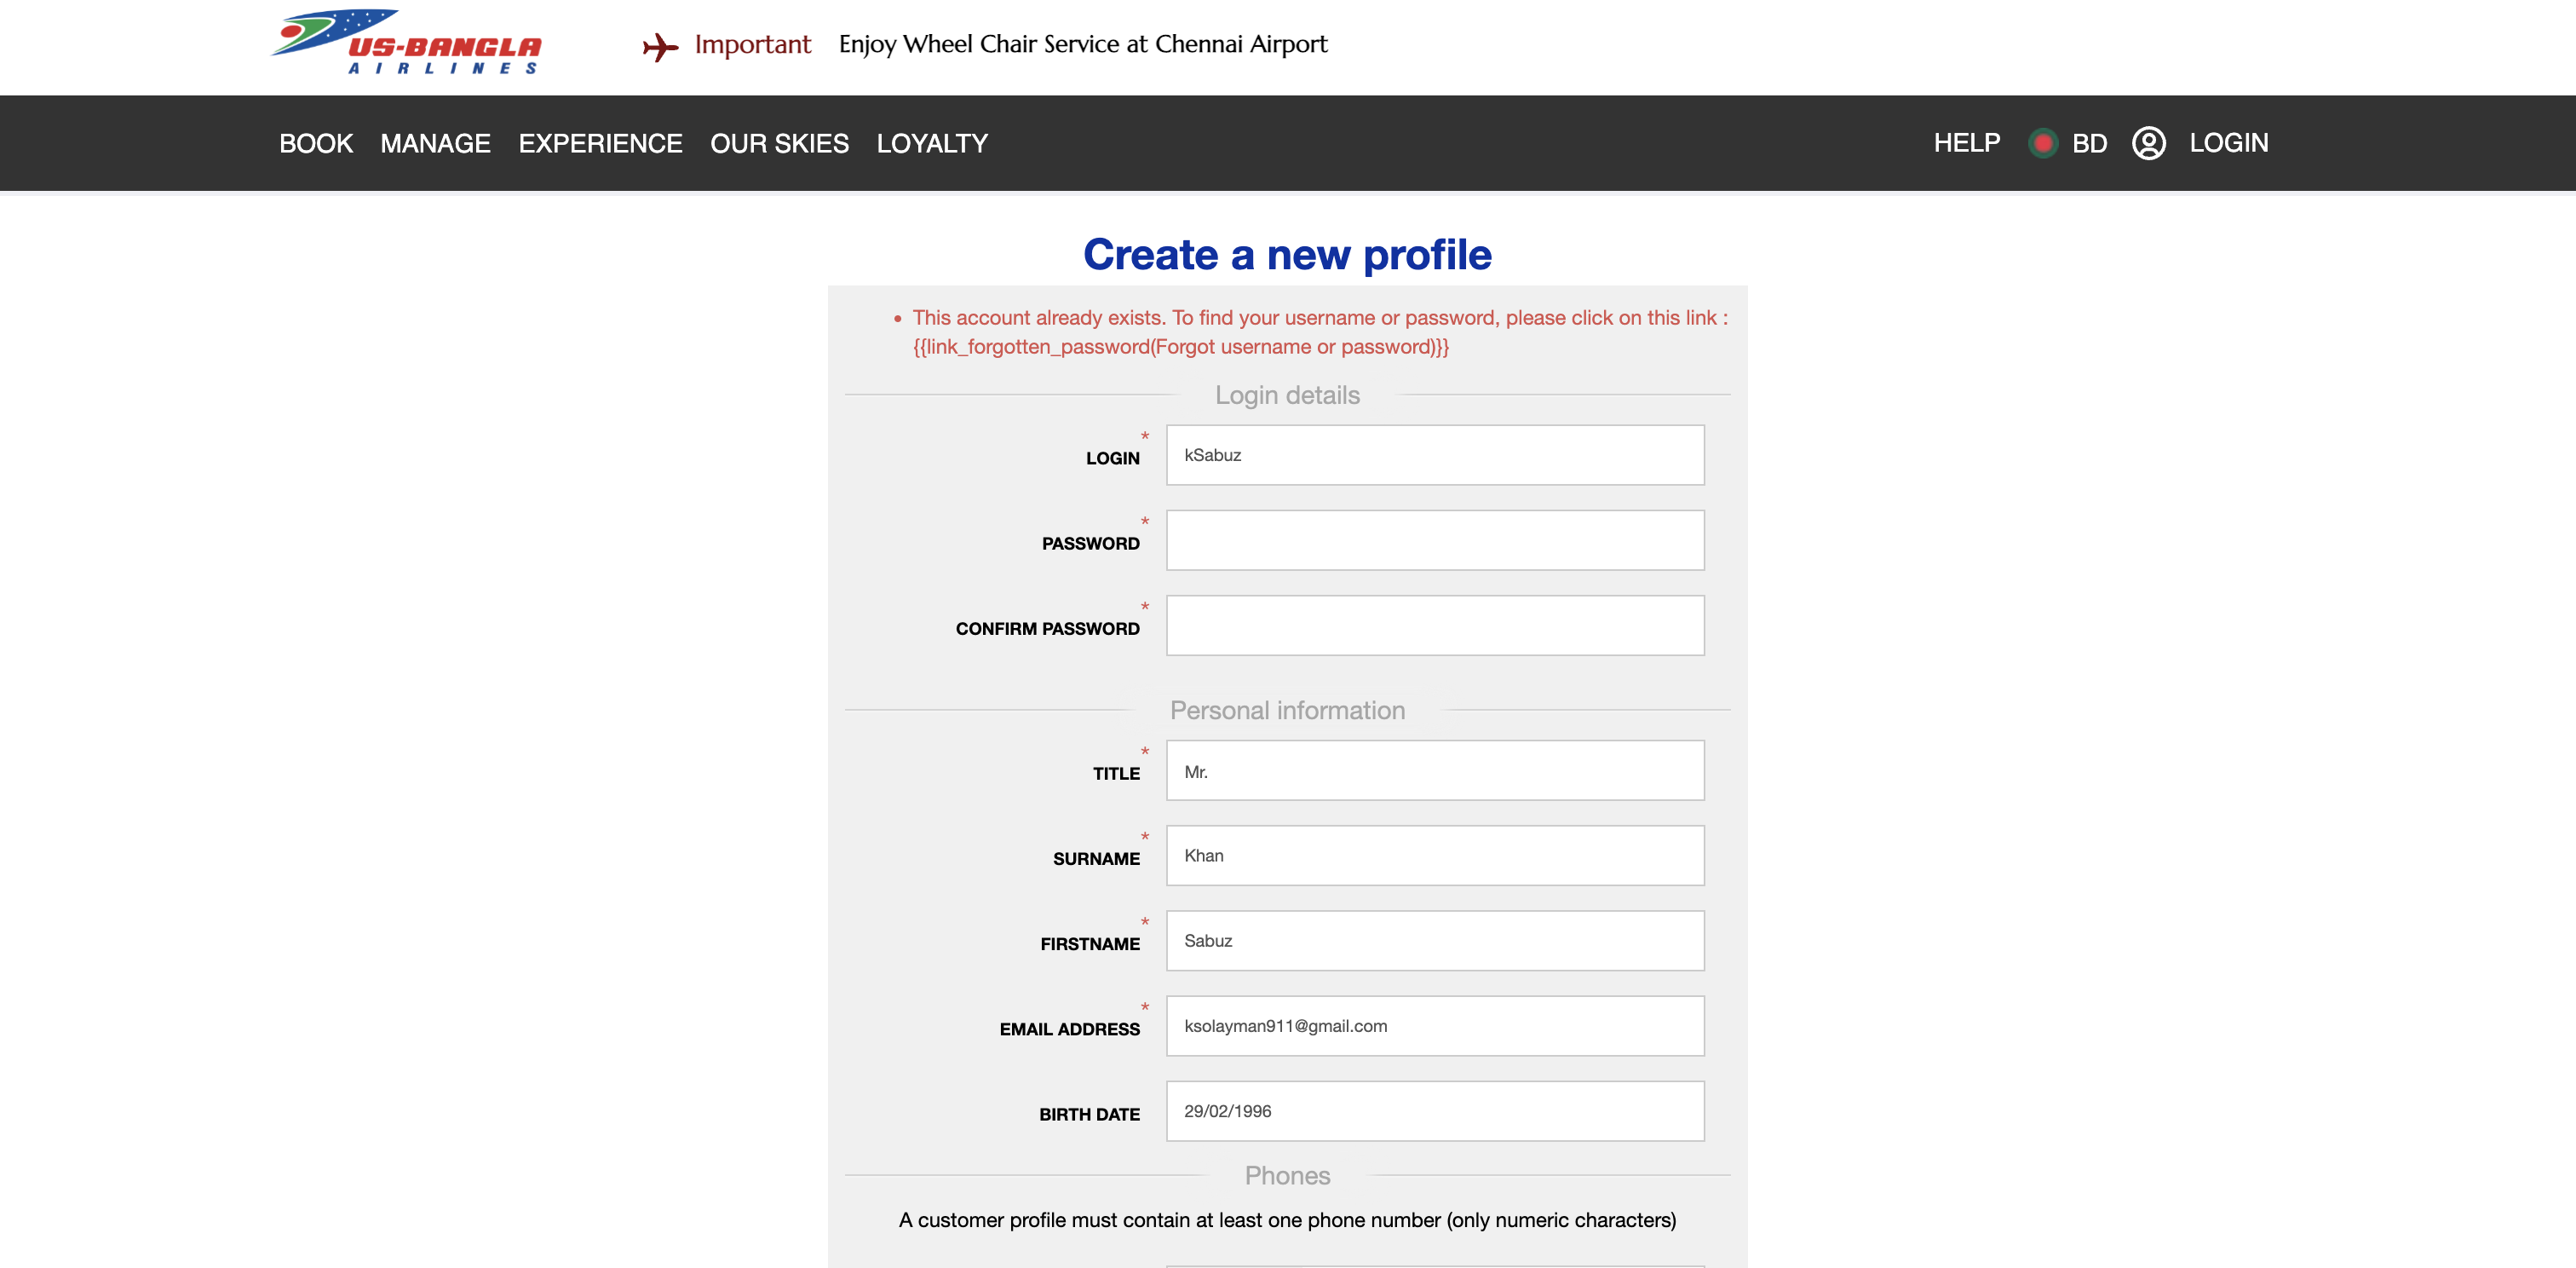 US-BANGLA
AIRLINES
Important Enjoy Wheel Chair Service at Chennai Airport
BOOK MANAGE EXPERIENCE OUR SKIES LOYALTY HELP BD LOGIN
Create a new profile
• This account already exists. To find your username or password, please click on this link :
{{link_forgotten_password(Forgot username or password)}}
Login details
*
LOGIN kSabuz
*
PASSWORD
*
CONFIRM PASSWORD
Personal information
*
TITLE Mr.
*
SURNAME Khan
*
FIRSTNAME Sabuz
*
EMAIL ADDRESS ksolayman911@gmail.com
BIRTH DATE 29/02/1996
Phones
A customer profile must contain at least one phone number (only numeric characters)